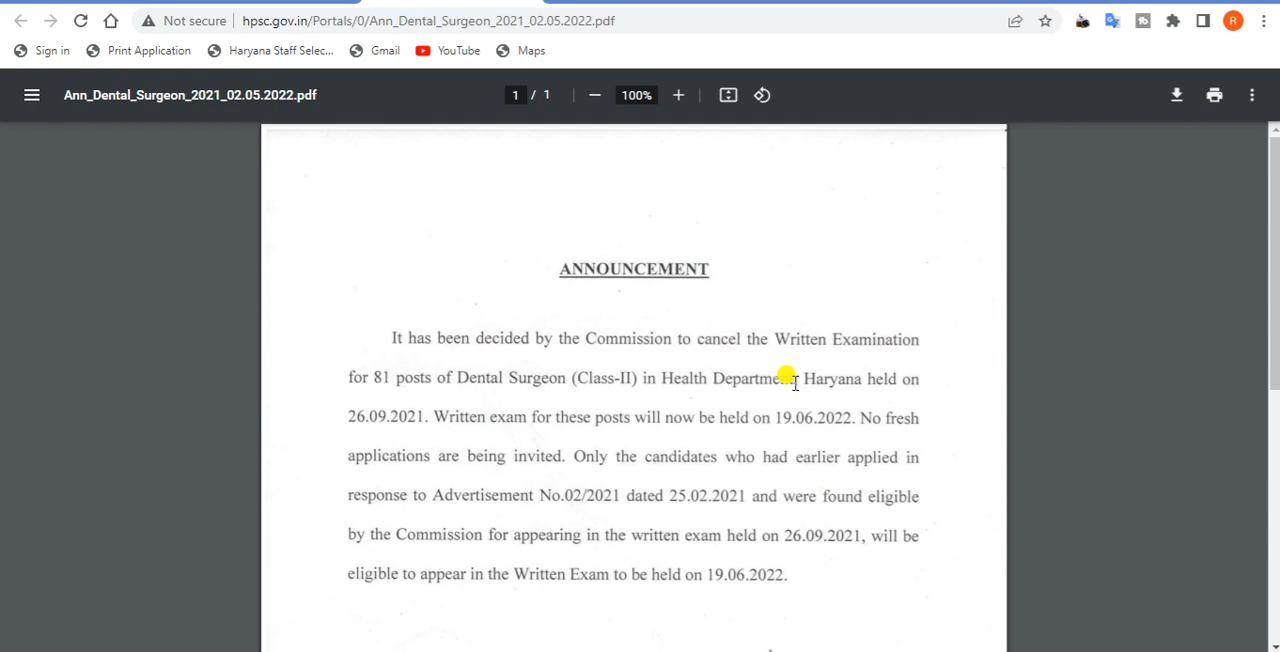 Not secure | hpsc.gov.in/Portals/0/Ann_Dental_Surgeon_2021_02.05.2022.pdf
R
Sign in Print Application Haryana Staff Selec... Gmail YouTube Maps
Ann_Dental_Surgeon_2021_02.05.2022.pdf 1 / 1 100%
ANNOUNCEMENT
It has been decided by the Commission to cancel the Written Examination
for 81 posts of Dental Surgeon (Class-II) in Health Haryana held on
26.09.2021. Written exam for these posts will now be held on 19.06.2022. No fresh
applications are being invited. Only the candidates who had earlier applied in
response to Advertisement No.02/2021 dated 25.02.2021 and were found eligible
by the Commission for appearing in the written exam held on 26.09.2021, will be
eligible to appear in the Written Exam to be held on 19.06.2022.